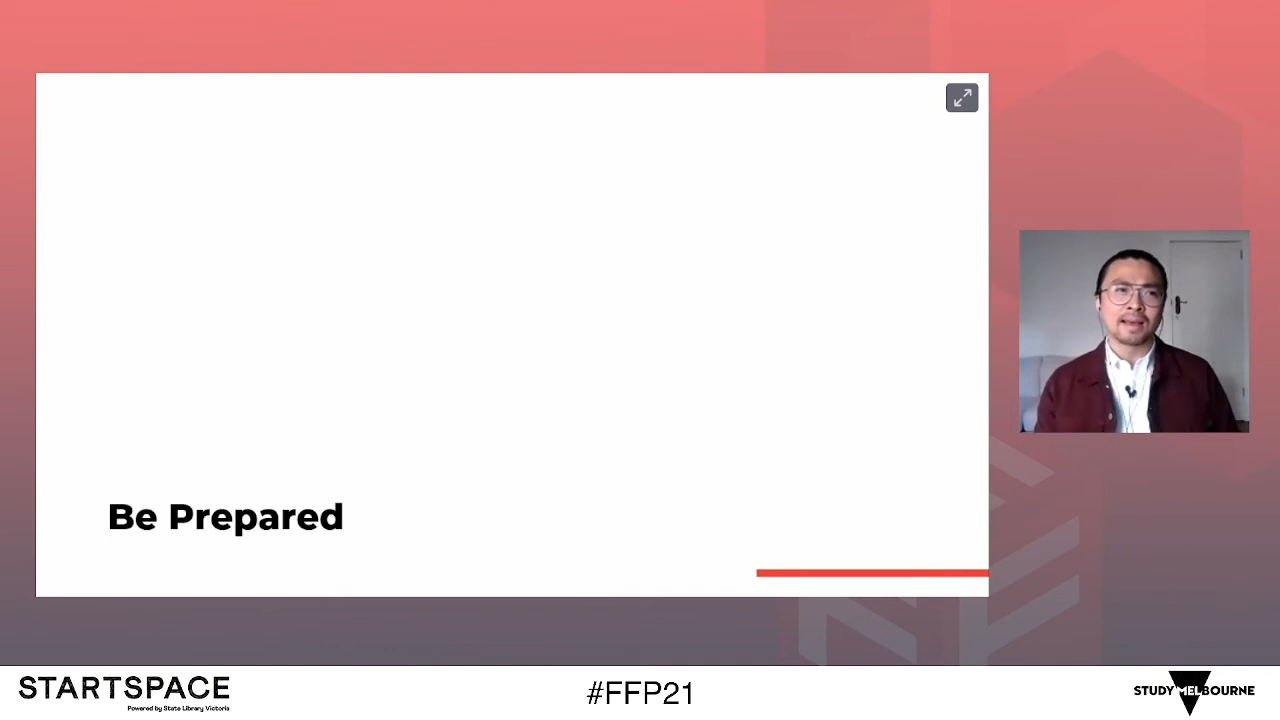 Be Prepared
STARTSPACE
Powered by State Library Victoria
#FFP21
STUDY MELBOURNE